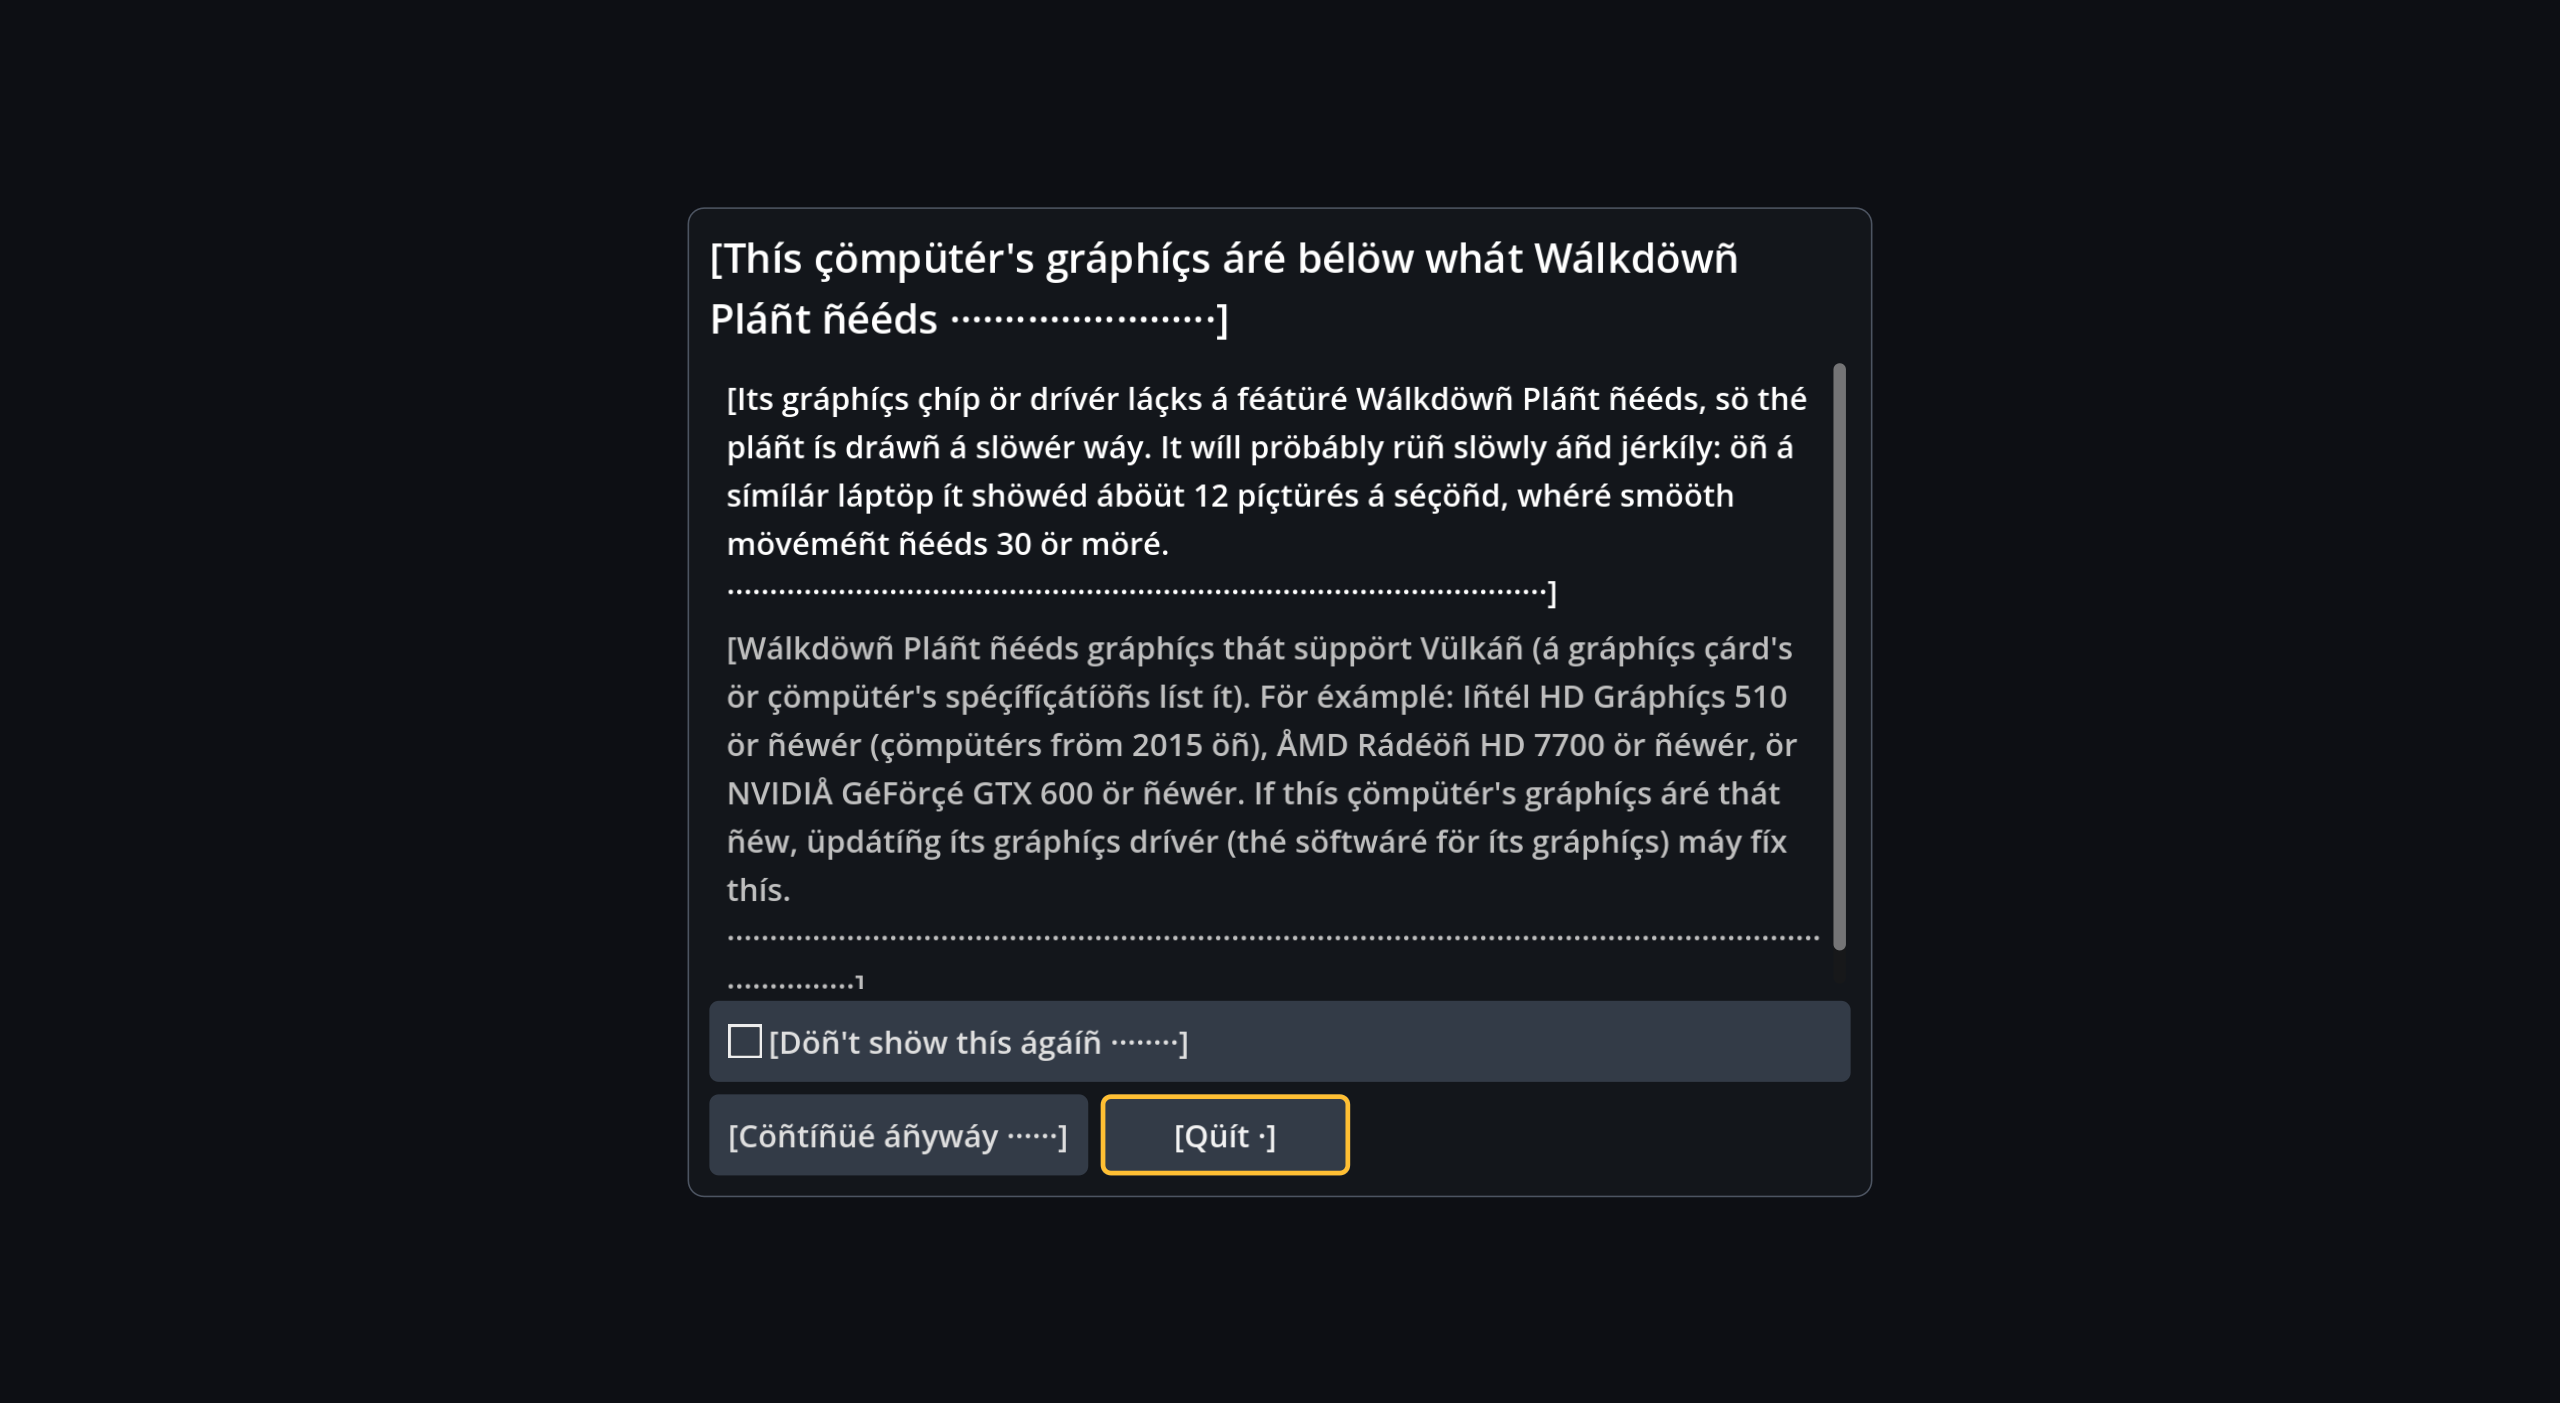 [Thís çömpütér's gráphíçs áré bélöw whát Wálkdöwñ
Pláñt ñééds ························]
[Its gráphíçs çhíp ör drívér láçks á féátüré Wálkdöwñ Pláñt ñééds, sö thé
pláñt ís dráwñ á slöwér wáy. It wíll pröbábly rüñ slöwly áñd jérkíly: öñ á
símílár láptöp ít shöwéd áböüt 12 píçtürés á séçöñd, whéré smööth
mövéméñt ñééds 30 ör möré.
································································································]
[Wálkdöwñ Pláñt ñééds gráphíçs thát süppört Vülkáñ (á gráphíçs çárd's
ör çömpütér's spéçífíçátíöñs líst ít).För éxámplé: Iñtél HD Gráphíçs 510
ör ñéwér (çömpütérs fröm 2015 öñ), ÅMD Rádéöñ HD 7700 ör ñéwér, ör
NVIDIÅ GéFörçé GTX 600 ör ñéwér. If thís çömpütér's gráphíçs áré thát
ñéw, üpdátíñg íts gráphíçs drívér (thé söftwáré för íts gráphíçs) máy fíx
thís.
································································································································
···············]
[Döñ't shöw thís ágáíñ ········]
[Cöñtíñüé áñywáy ······]
[Qüít ·]